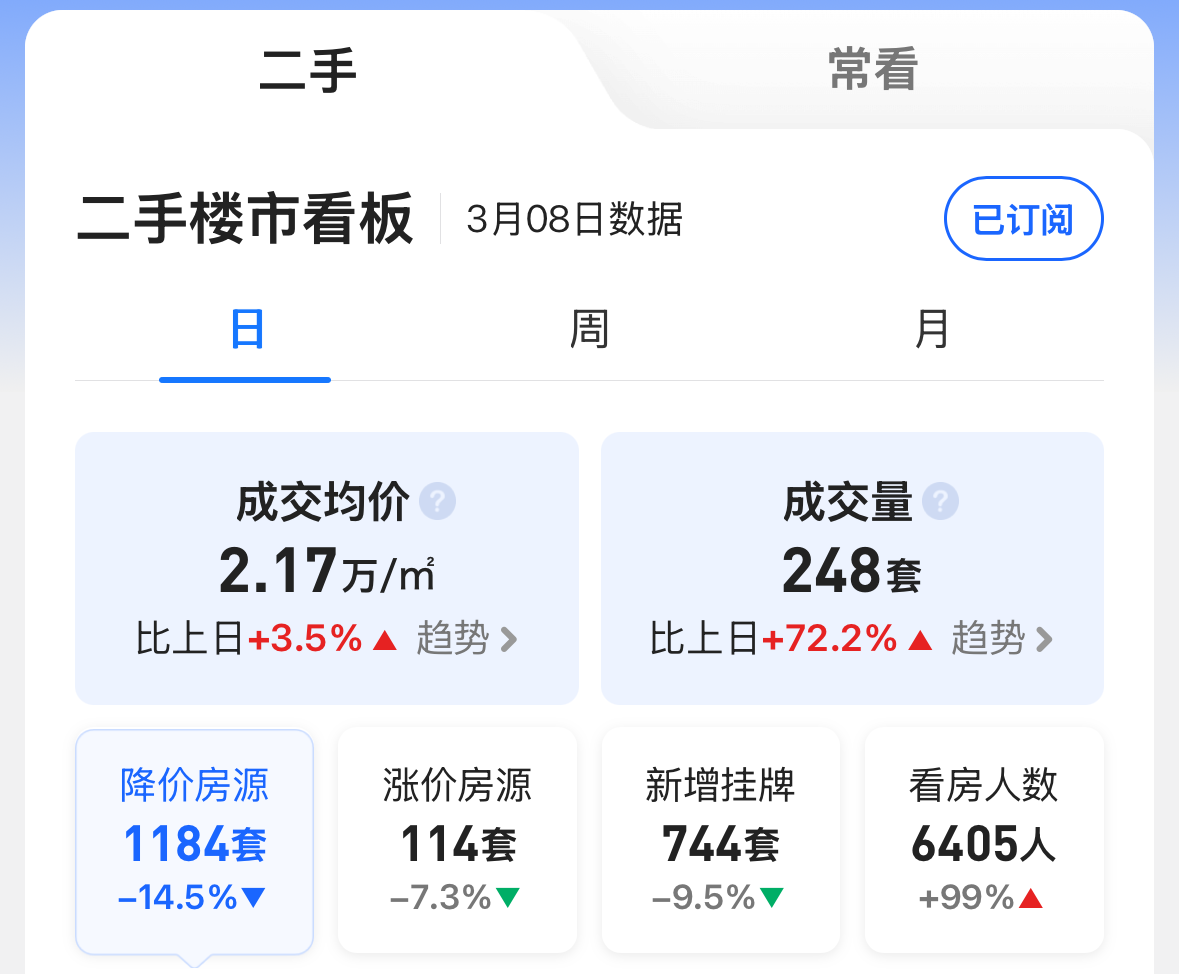 二手 常看
二手楼市看板 3月08日数据 已订阅
日 周 月
成交均价 ? 成交量 ?
2.17万/㎡ 248套
比上日+3.5%▲ 趋势 > 比上日+72.2%▲ 趋势 >
降价房源 涨价房源 新增挂牌 看房人数
1184套 114套 744套 6405人
-14.5%▼ -7.3%▼ -9.5%▼ +99%▲